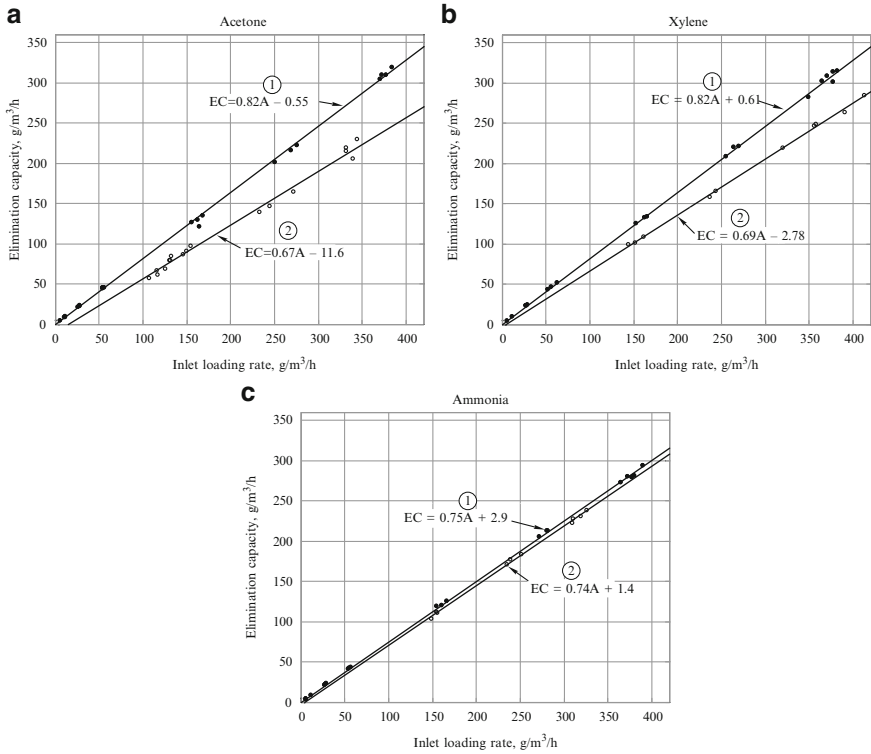 a
Acetone
Elimination capacity, g/m³/h
350
300
250
200
150
100
50
0
1
EC=0.82A – 0.55
2
EC=0.67A – 11.6
0 50 100 150 200 250 300 350 400
Inlet loading rate, g/m³/h
b
Xylene
Elimination capacity, g/m³/h
350
300
250
200
150
100
50
0
1
EC = 0.82A + 0.61
2
EC = 0.69A – 2.78
0 50 100 150 200 250 300 350 400
Inlet loading rate, g/m³/h
c
Ammonia
Elimination capacity, g/m³/h
350
300
250
200
150
100
50
0
1
EC = 0.75A + 2.9
2
EC = 0.74A + 1.4
0 50 100 150 200 250 300 350 400
Inlet loading rate, g/m³/h